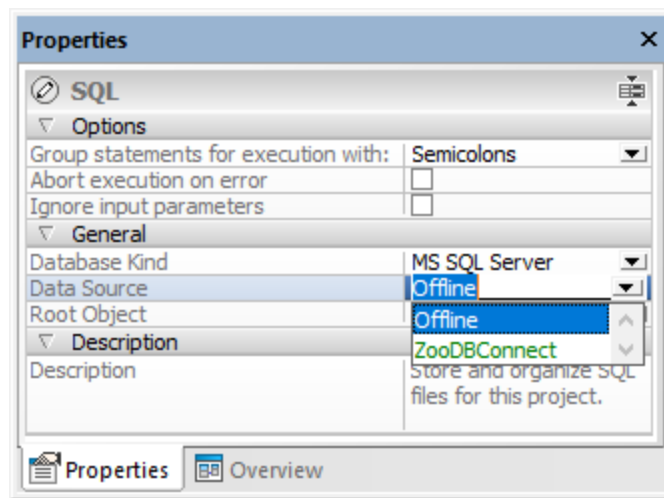 Properties
SQL
Options
Group statements for execution with: Semicolons
Abort execution on error
Ignore input parameters
General
Database Kind MS SQL Server
Data Source Offline
Root Object Offline
ZooDBConnect
Description
Description Store and organize SQL
files for this project.
Properties Overview